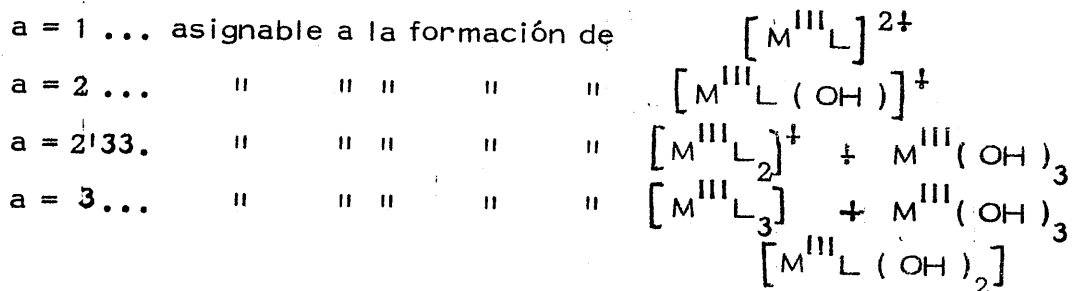 a = 1 ... asignable a la formación de [M^III L]^2+
a = 2 ... " " " " " [M^III L (OH)]^+
a = 2'33. " " " " " [M^III L_2]^+ + M^III(OH)_3
a = 3... " " " " " [M^III L_3] + M^III(OH)_3
[M^III L (OH)_2]